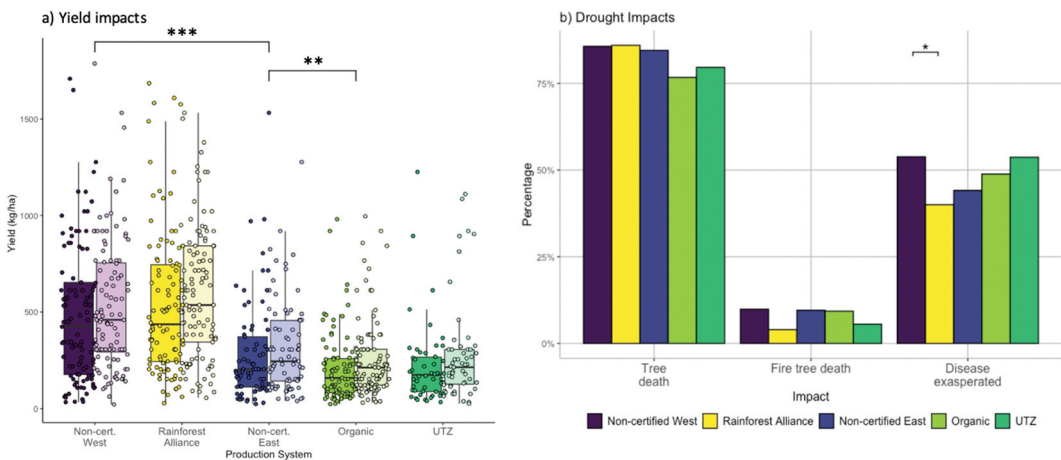 a) Yield impacts
***
**
1500
1000
500
0
Yield (kg/ha)
Non-cert.
West
Rainforest
Alliance
Non-cert.
East
Organic
UTZ
Production System
b) Drought Impacts
*
75%
50%
25%
0%
Percentage
Tree
death
Fire tree death
Disease
exasperated
Impact
Non-certified West
Rainforest Alliance
Non-certified East
Organic
UTZ